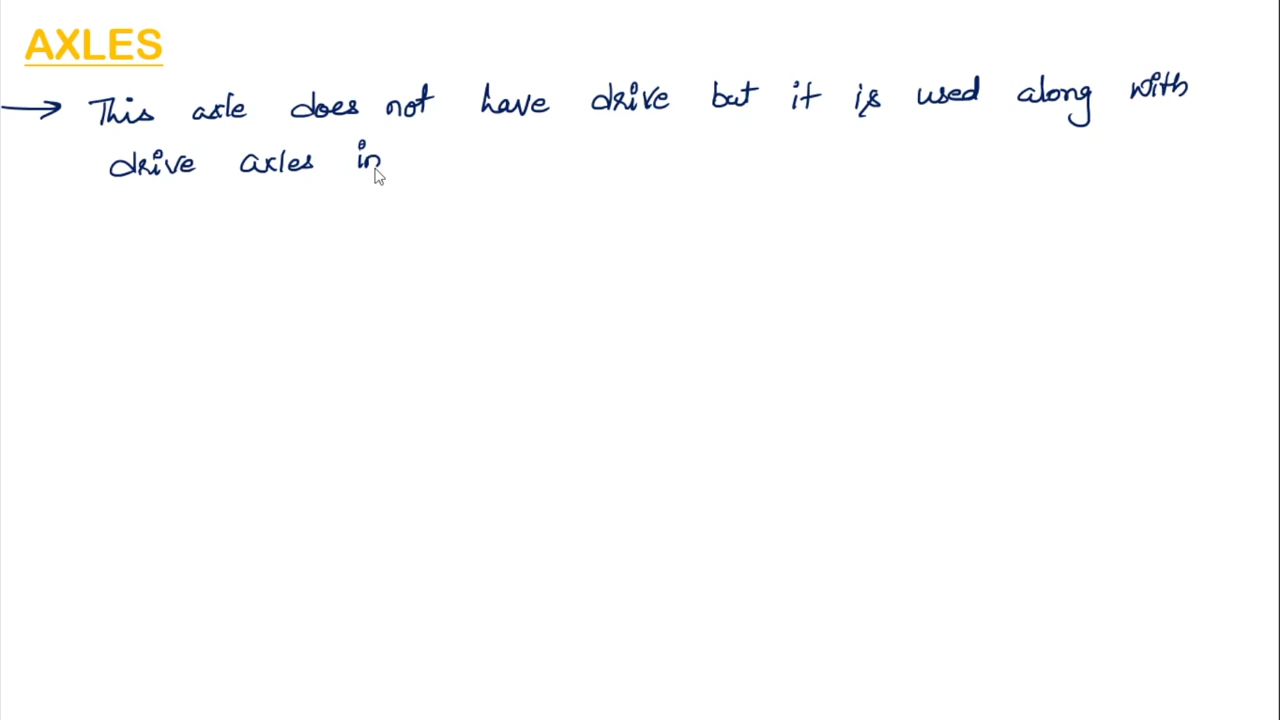 AXLES
→ This axle does not have drive but it is used along with
drive axles in